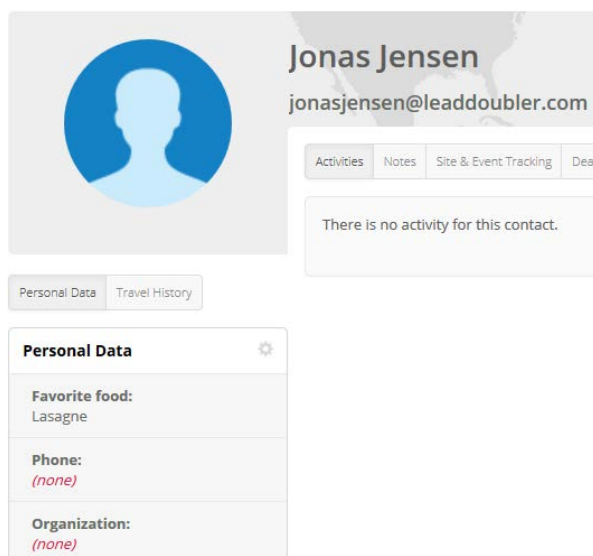 Jonas Jensen
jonasjensen@leaddoubler.com
Activities Notes Site & Event Tracking
There is no activity for this contact.
Personal Data Travel History
Personal Data
Favorite food:
Lasagne
Phone:
(none)
Organization:
(none)